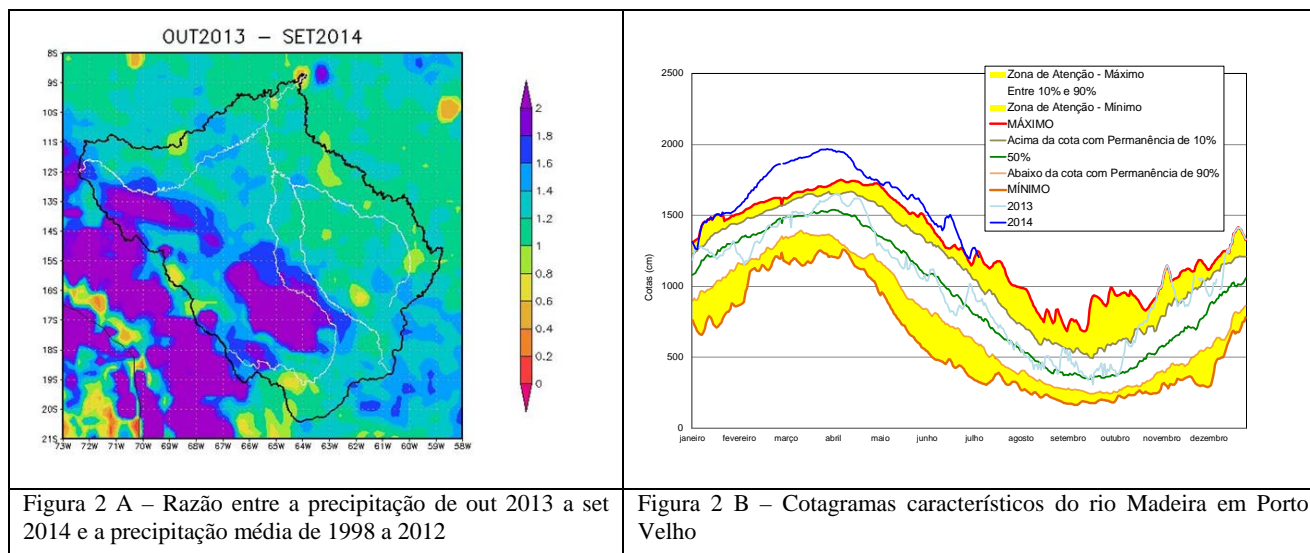 OUT2013 – SET2014
8S
9S
10S
11S
12S
13S
14S
15S
16S
17S
18S
19S
20S
21S
73W 72W 71W 70W 69W 68W 67W 66W 65W 64W 63W 62W 61W 60W 59W 58W
2
1.8
1.6
1.4
1.2
1
0.8
0.6
0.4
0.2
0
2500
2000
1500
1000
500
0
Cotas (cm)
janeiro fevereiro março abril maio junho julho agosto setembro outubro novembro dezembro
Zona de Atenção - Máximo
Entre 10% e 90%
Zona de Atenção - Mínimo
MÁXIMO
Acima da cota com Permanência de 10%
50%
Abaixo da cota com Permanência de 90%
MÍNIMO
2013
2014
Figura 2 A – Razão entre a precipitação de out 2013 a set
2014 e a precipitação média de 1998 a 2012
Figura 2 B – Cotagramas característicos do rio Madeira em Porto
Velho